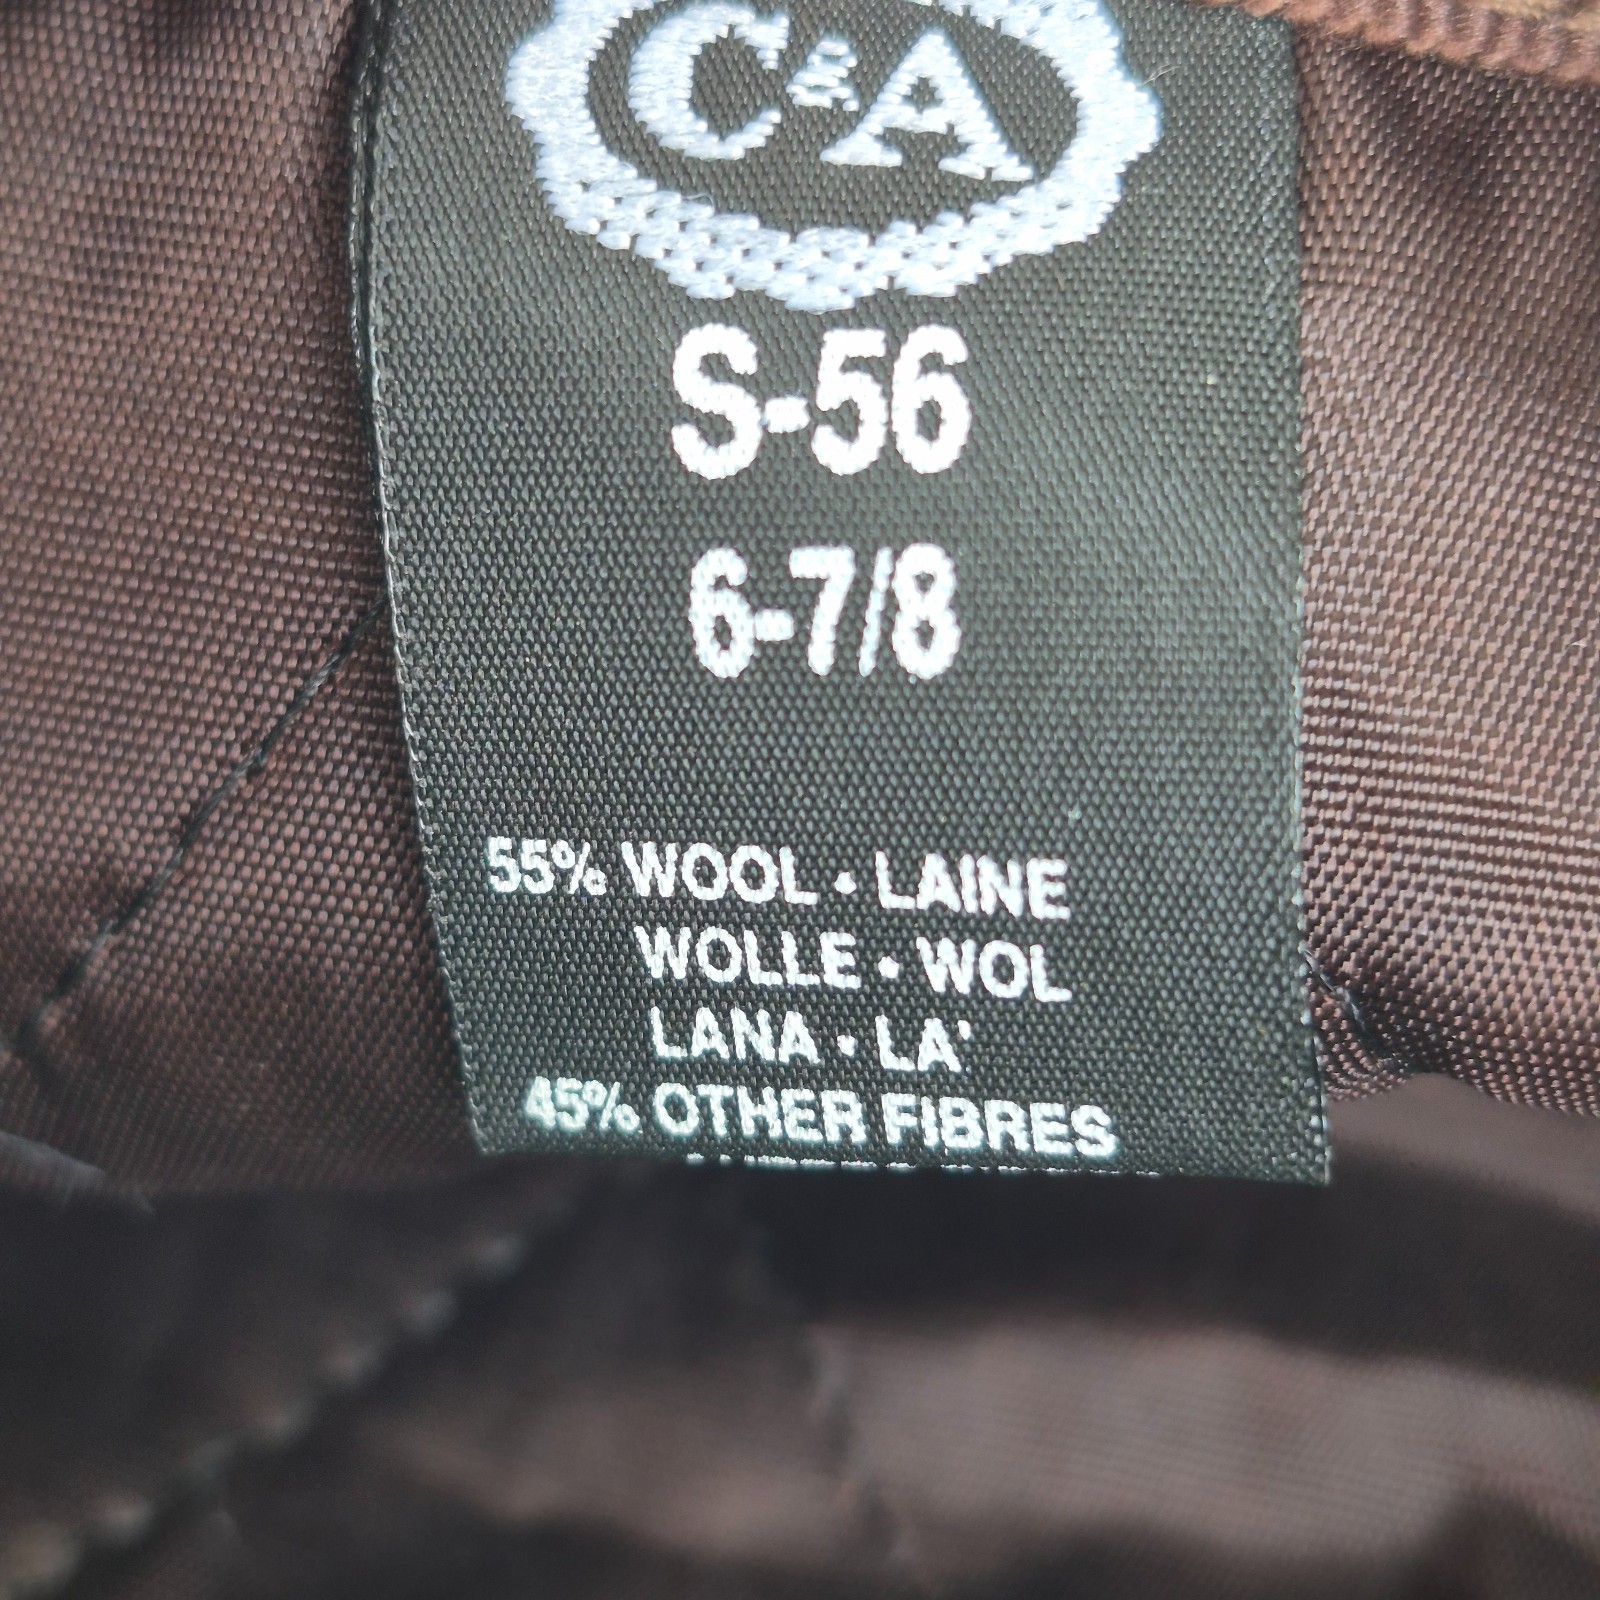 C&A
S-56
6-7/8
55% WOOL • LAINE
WOLLE • WOL
LANA • LA'
45% OTHER FIBRES